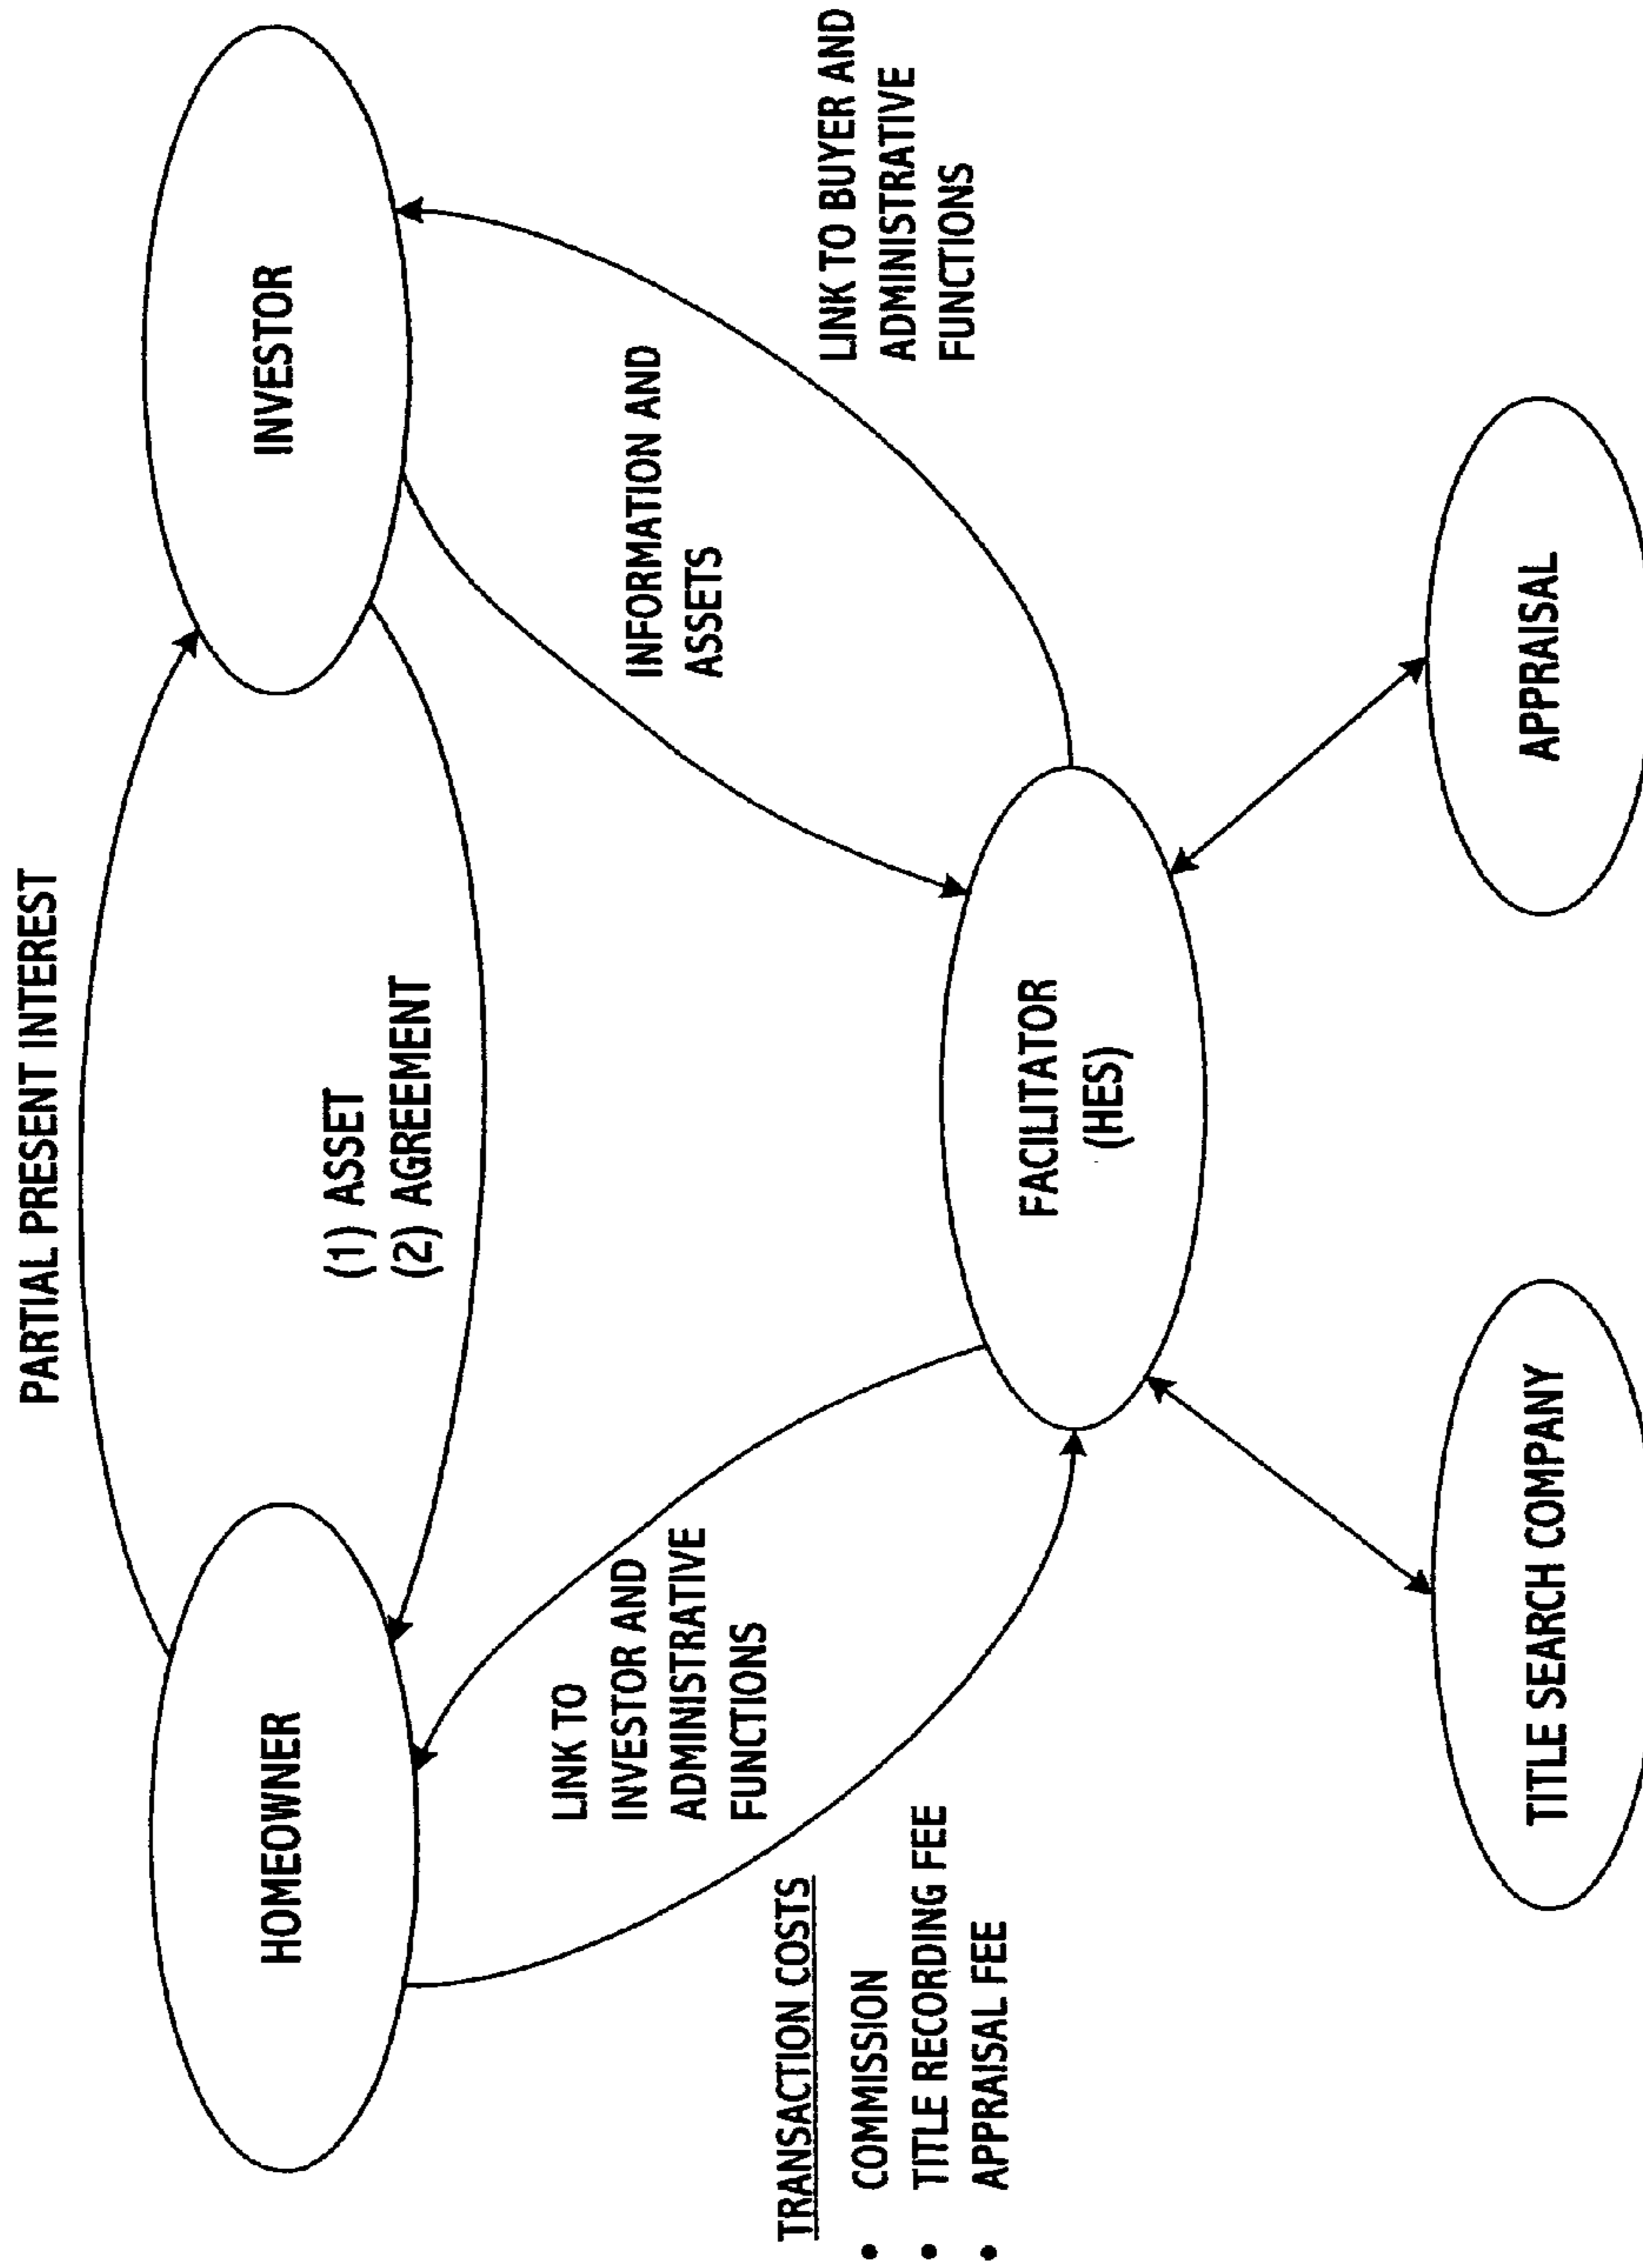 PARTIAL PRESENT INTEREST
HOMEOWNER
(1) ASSET
(2) AGREEMENT
INVESTOR
LINK TO
INVESTOR AND
ADMINISTRATIVE
FUNCTIONS
INFORMATION AND
ASSETS
TRANSACTION COSTS
• COMMISSION
• TITLE RECORDING FEE
• APPRAISAL FEE
LINK TO BUYER AND
ADMINISTRATIVE
FUNCTIONS
FACILITATOR
(HES)
TITLE SEARCH COMPANY
APPRAISAL